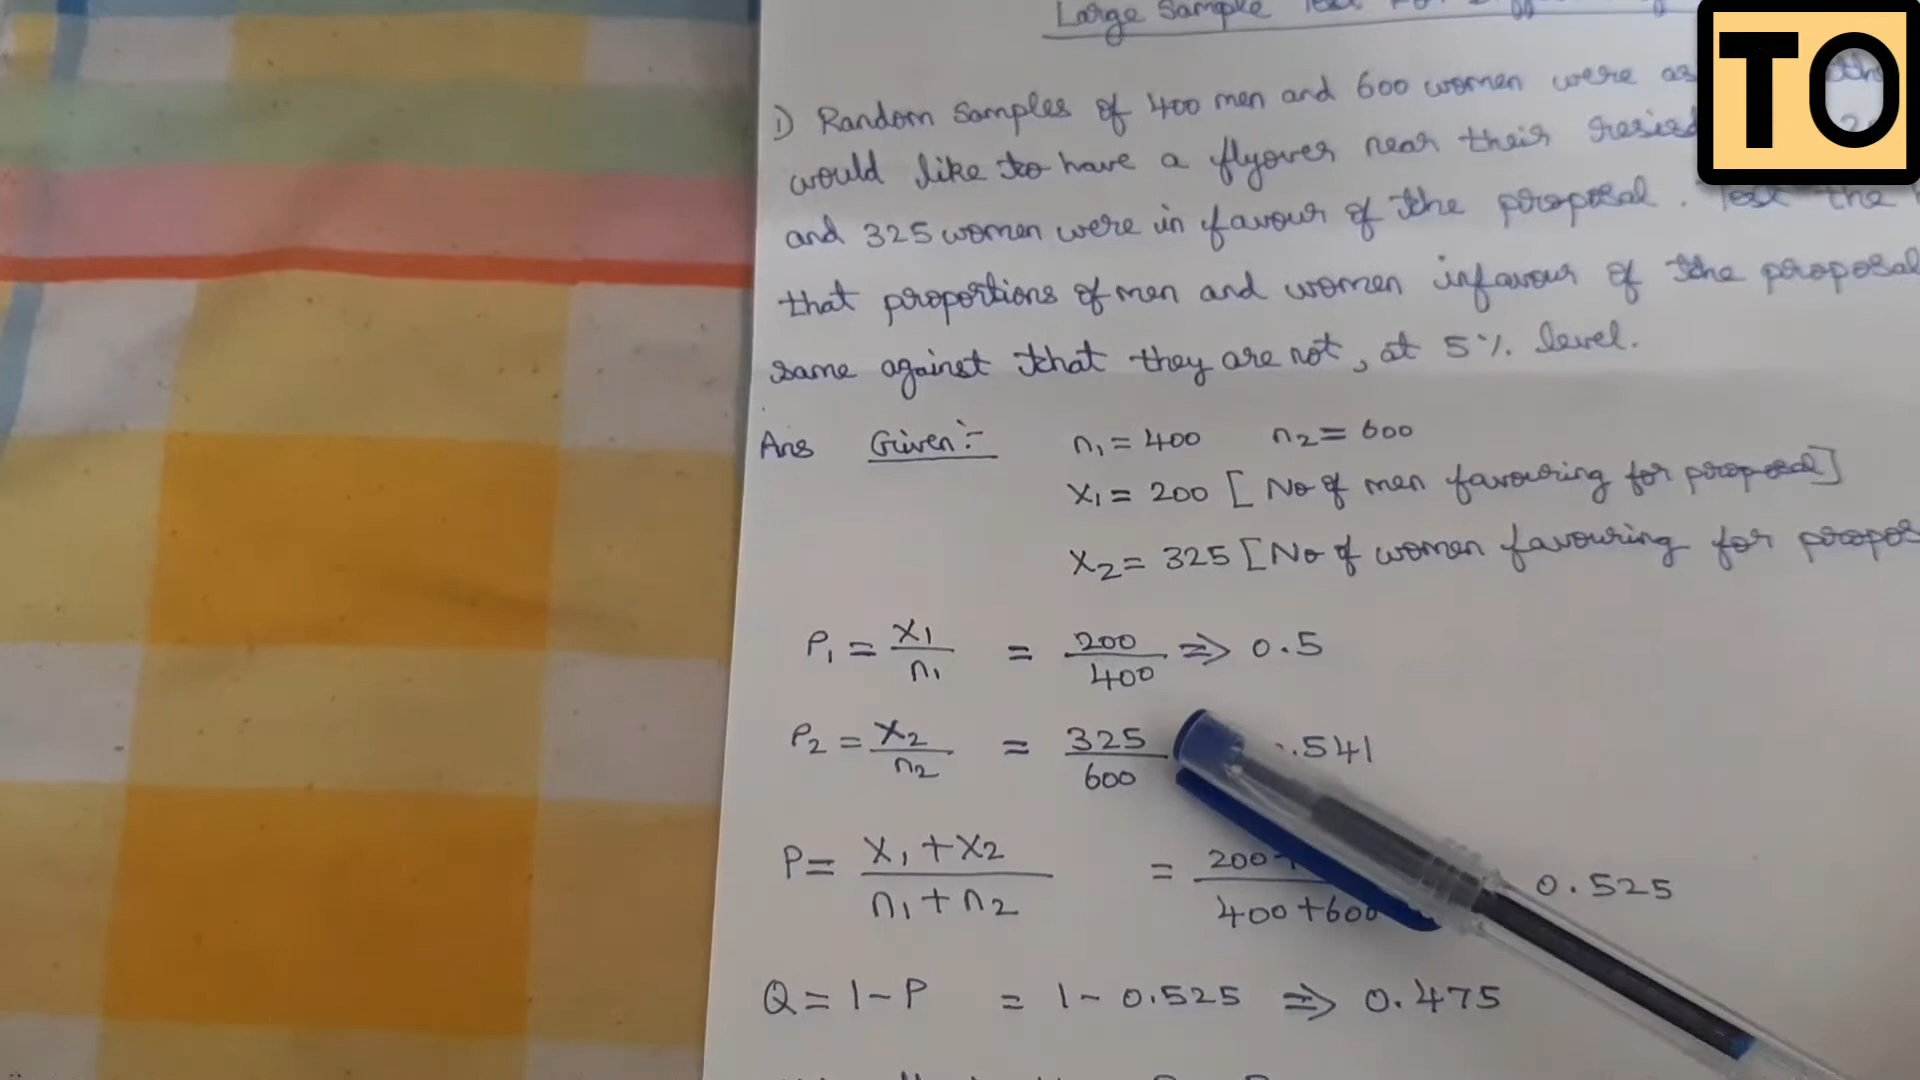 Large Sample
TO
1) Random Samples of 400 men and 600 women were
would like to have a flyover near their
and 325 women were in favour of the proposal. Test the
that proportions of men and women infavour of the proposal
same against that they are not, at 5% level.
Ans Given:- n1 = 400 n2 = 600
X1 = 200 [No of men favouring for proposal]
X2 = 325 [No of women favouring for
P1 = X1/n1 = 200/400 => 0.5
P2 = X2/n2 = 325/600 .541
P = X1+X2/n1+n2 = 200+ /400+600 0.525
Q = 1-P = 1-0.525 => 0.475